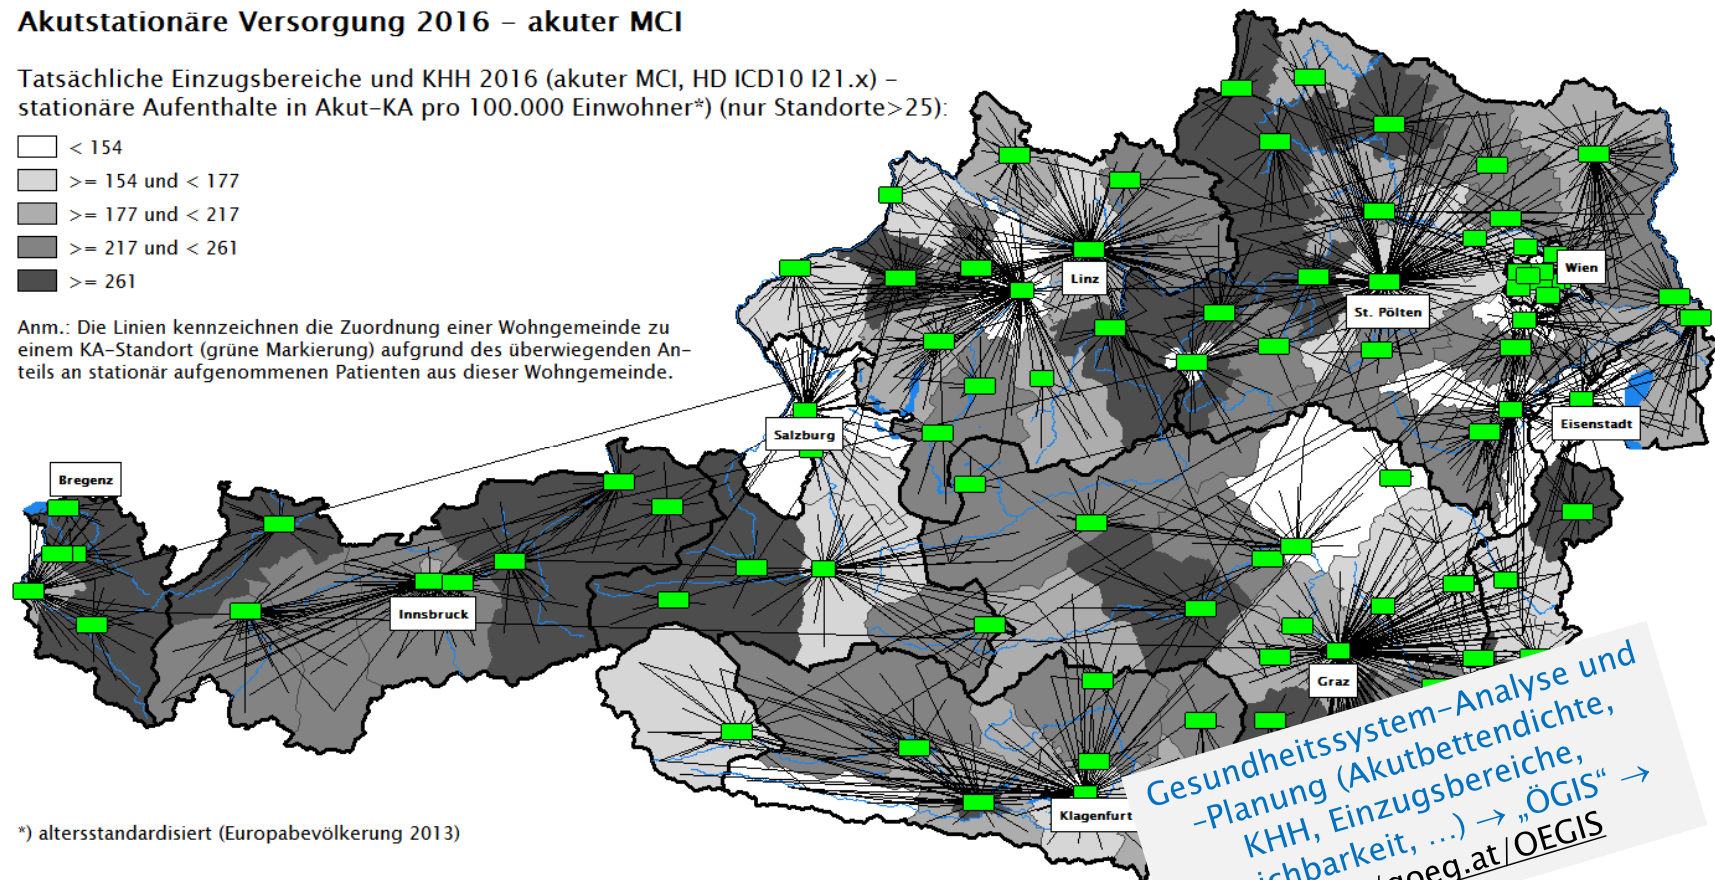 Akutstationäre Versorgung 2016 – akuter MCI
Tatsächliche Einzugsbereiche und KHH 2016 (akuter MCI, HD ICD10 I21.x) –
stationäre Aufenthalte in Akut-KA pro 100.000 Einwohner*) (nur Standorte>25):
< 154
>= 154 und < 177
>= 177 und < 217
>= 217 und < 261
>= 261
Anm.: Die Linien kennzeichnen die Zuordnung einer Wohngemeinde zu
einem KA-Standort (grüne Markierung) aufgrund des überwiegenden An-
teils an stationär aufgenommenen Patienten aus dieser Wohngemeinde.
Wien
Linz
St. Pölten
Eisenstadt
Salzburg
Bregenz
Innsbruck
Graz
Klagenfurt
Gesundheitssystem-Analyse und
-Planung (Akutbettendichte,
KHH, Einzugsbereiche,
ichbarkeit, …) → „ÖGIS“ →
/goeg.at/OEGIS
*) altersstandardisiert (Europabevölkerung 2013)